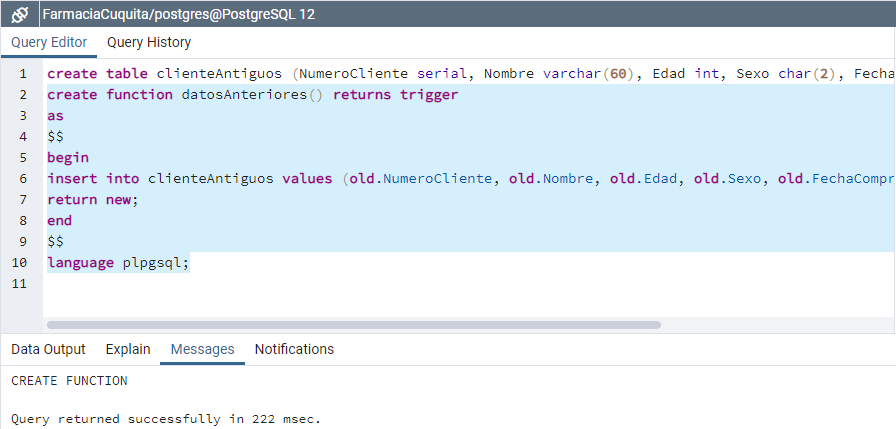 FarmaciaCuquita/postgres@PostgreSQL 12
Query Editor Query History
1 create table clienteAntiguos (NumeroCliente serial, Nombre varchar(60), Edad int, Sexo char(2), Fecha
2 create function datosAnteriores() returns trigger
3 as
4 $$
5 begin
6 insert into clienteAntiguos values (old.NumeroCliente, old.Nombre, old.Edad, old.Sexo, old.FechaCompr
7 return new;
8 end
9 $$
10 language plpgsql;
11
Data Output Explain Messages Notifications
CREATE FUNCTION
Query returned successfully in 222 msec.